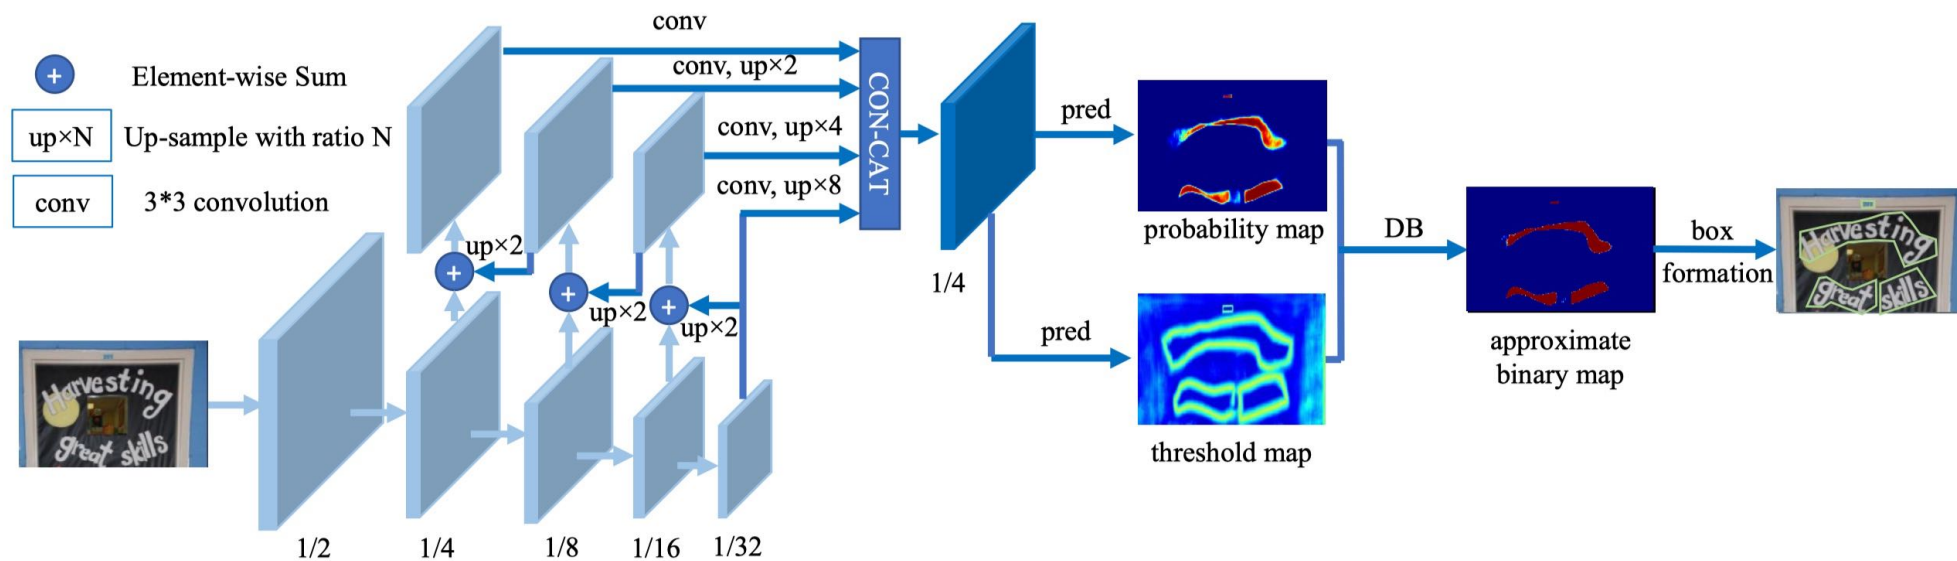 conv
conv, up×2
conv, up×4
conv, up×8
CON-CAT
+ Element-wise Sum
up×N Up-sample with ratio N
conv 3*3 convolution
up×2
up×2
up×2
+
+
+
1/2
1/4
1/8
1/16
1/32
1/4
pred
pred
probability map
threshold map
DB
approximate
binary map
box
formation
Harvesting
great skills
Harvesting
great skills